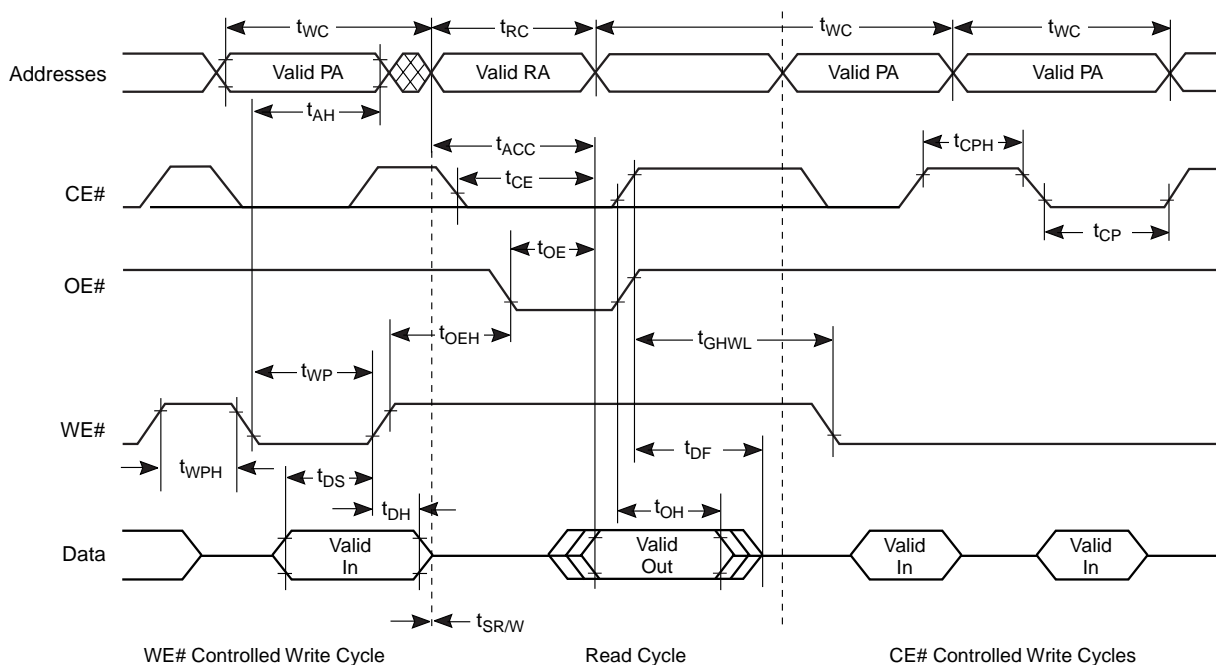 tWC
tRC
tWC
tWC
Addresses
Valid PA
Valid RA
Valid PA
Valid PA
tAH
tACC
tCPH
CE#
tCE
tCP
tOE
OE#
tOEH
tGHWL
tWP
WE#
tWPH
tDS
tDF
tDH
tOH
Data
Valid
In
Valid
Out
Valid
In
Valid
In
tSR/W
WE# Controlled Write Cycle
Read Cycle
CE# Controlled Write Cycles